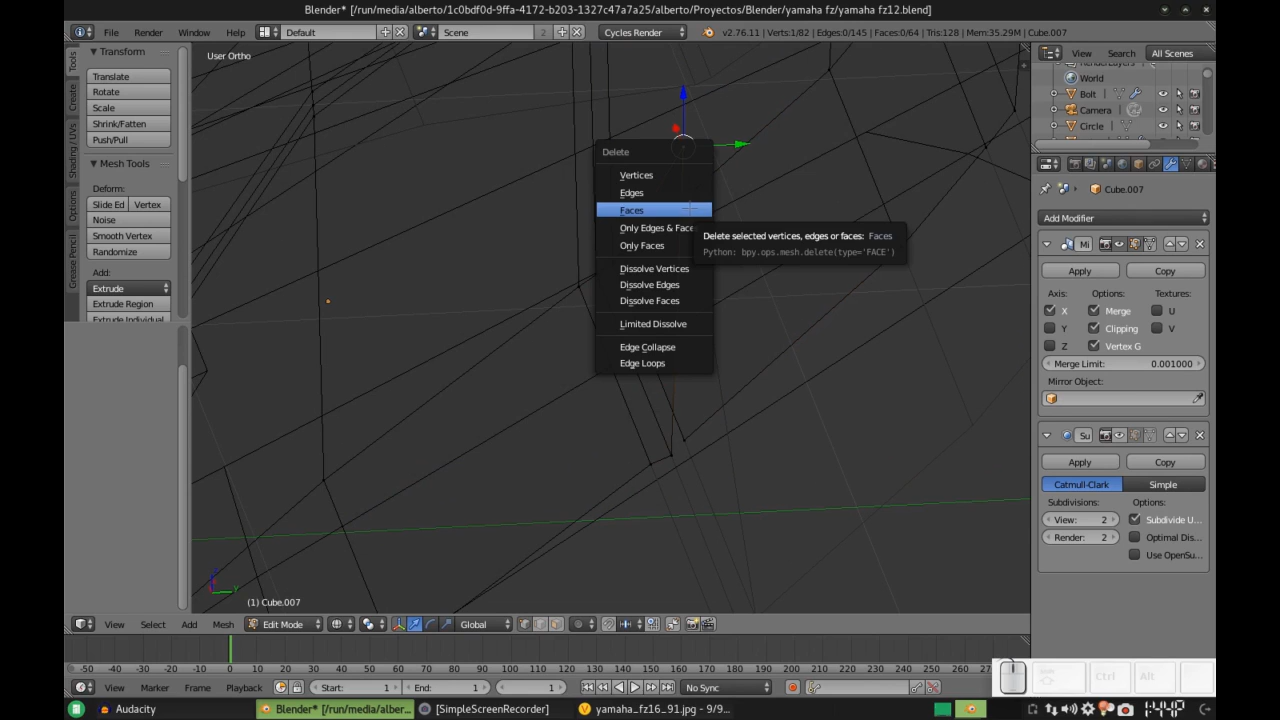 Blender* [/run/media/alberto/1c0bdf0d-9ffa-4172-b203-1327c47a7a25/alberto/Proyectos/Blender/yamaha fz/yamaha fz12.blend]
File Render Window Help Default Scene 2 Cycles Render v2.76.11 | Verts:1/82 | Edges:0/145 | Faces:0/64 | Tris:128 | Mem:35.29M | Cube.007
Tools
Create
Shading / UVs
Options
Grease Pencil
Transform
Translate
Rotate
Scale
Shrink/Fatten
Push/Pull
Mesh Tools
Deform:
Slide Ed Vertex
Noise
Smooth Vertex
Randomize
Add:
Extrude
Extrude Region
Extrude Individual
User Ortho
Delete
Vertices
Edges
Faces
Only Edges & Face
Only Faces
Dissolve Vertices
Dissolve Edges
Dissolve Faces
Limited Dissolve
Edge Collapse
Edge Loops
Delete selected vertices, edges or faces: Faces
Python: bpy.ops.mesh.delete(type='FACE')
(1) Cube.007
View Search All Scenes
RenderLayers
World
Bolt
Camera
Circle
Cube.007
Add Modifier
Mi
Apply Copy
Axis: Options: Textures:
X Merge U
Y Clipping V
Z Vertex G
Merge Limit: 0.001000
Mirror Object:
Su
Apply Copy
Catmull-Clark Simple
Subdivisions: Options:
View: 2 Subdivide U...
Render: 2 Optimal Dis...
Use OpenSu...
View Select Add Mesh Edit Mode Global
-50 -40 -30 -20 -10 0 10 20 30 40 50 60 70 80 90 100 110 120 130 140 150 160 170 180 190 200 210 220 230 240 250 260 27
View Marker Frame Playback Start: 1 End: 1 1 No Sync
Ctrl Alt
Audacity Blender* [/run/media/alber... [SimpleScreenRecorder] yamaha_fz16_91.jpg - 9/9...